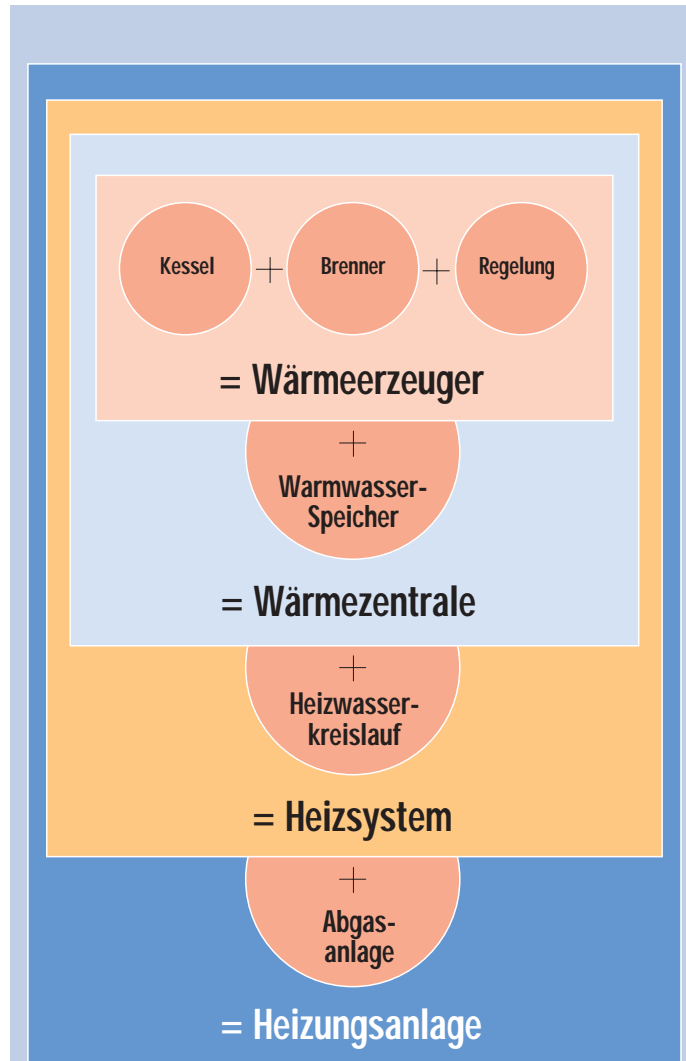 Kessel + Brenner + Regelung
= Wärmeerzeuger
+
Warmwasser-
Speicher
= Wärmezentrale
+
Heizwasser-
kreislauf
= Heizsystem
+
Abgas-
anlage
= Heizungsanlage